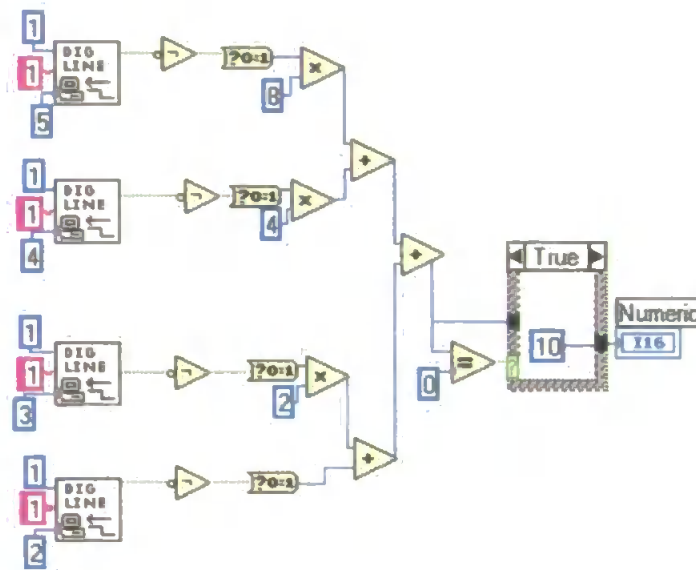 1
DIG
LINE
1
5
?0=1
×
8
1
DIG
LINE
1
4
?0=1
×
4
+
+
True
Numeric
10
I16
=
0
?
1
DIG
LINE
1
3
?0=1
×
2
+
1
DIG
LINE
1
2
?0=1